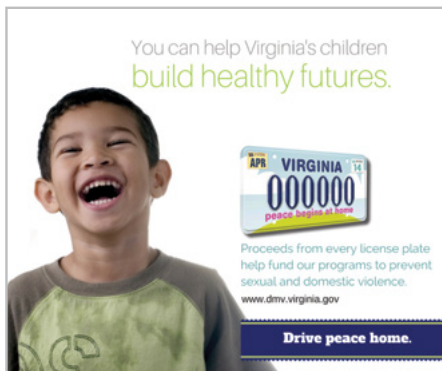 You can help Virginia's children
build healthy futures.
APR
VIRGINIA
14
000000
peace begins at home
Proceeds from every license plate
help fund our programs to prevent
sexual and domestic violence.
www.dmv.virginia.gov
Drive peace home.